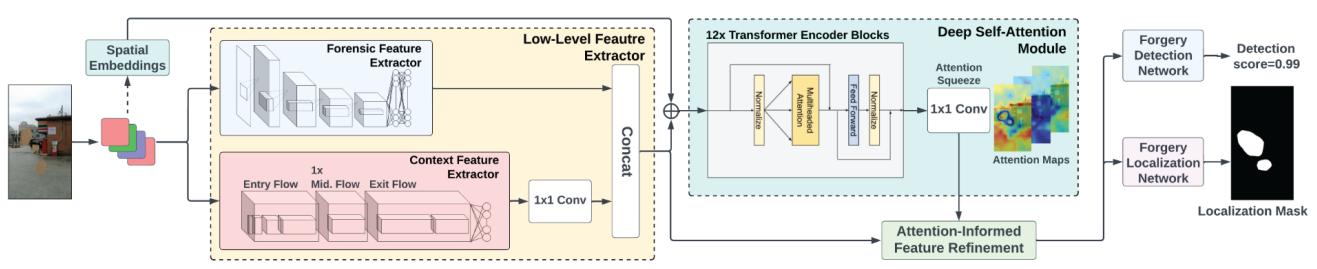 Spatial
Embeddings
Low-Level Feautre
Extractor
Forensic Feature
Extractor
Context Feature
Extractor
Entry Flow
1x
Mid. Flow
Exit Flow
1x1 Conv
Concat
12x Transformer Encoder Blocks
Deep Self-Attention
Module
Normalize
Multiheaded
Attention
Feed Forward
Normalize
Attention
Squeeze
1x1 Conv
Attention Maps
Attention-Informed
Feature Refinement
Forgery
Detection
Network
Detection
score=0.99
Forgery
Localization
Network
Localization Mask